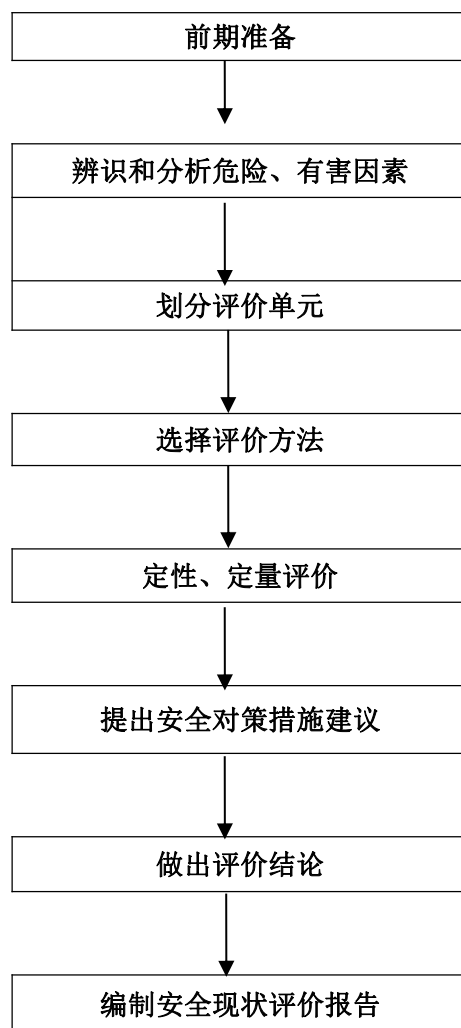 前期准备
辨识和分析危险、有害因素
划分评价单元
选择评价方法
定性、定量评价
提出安全对策措施建议
做出评价结论
编制安全现状评价报告